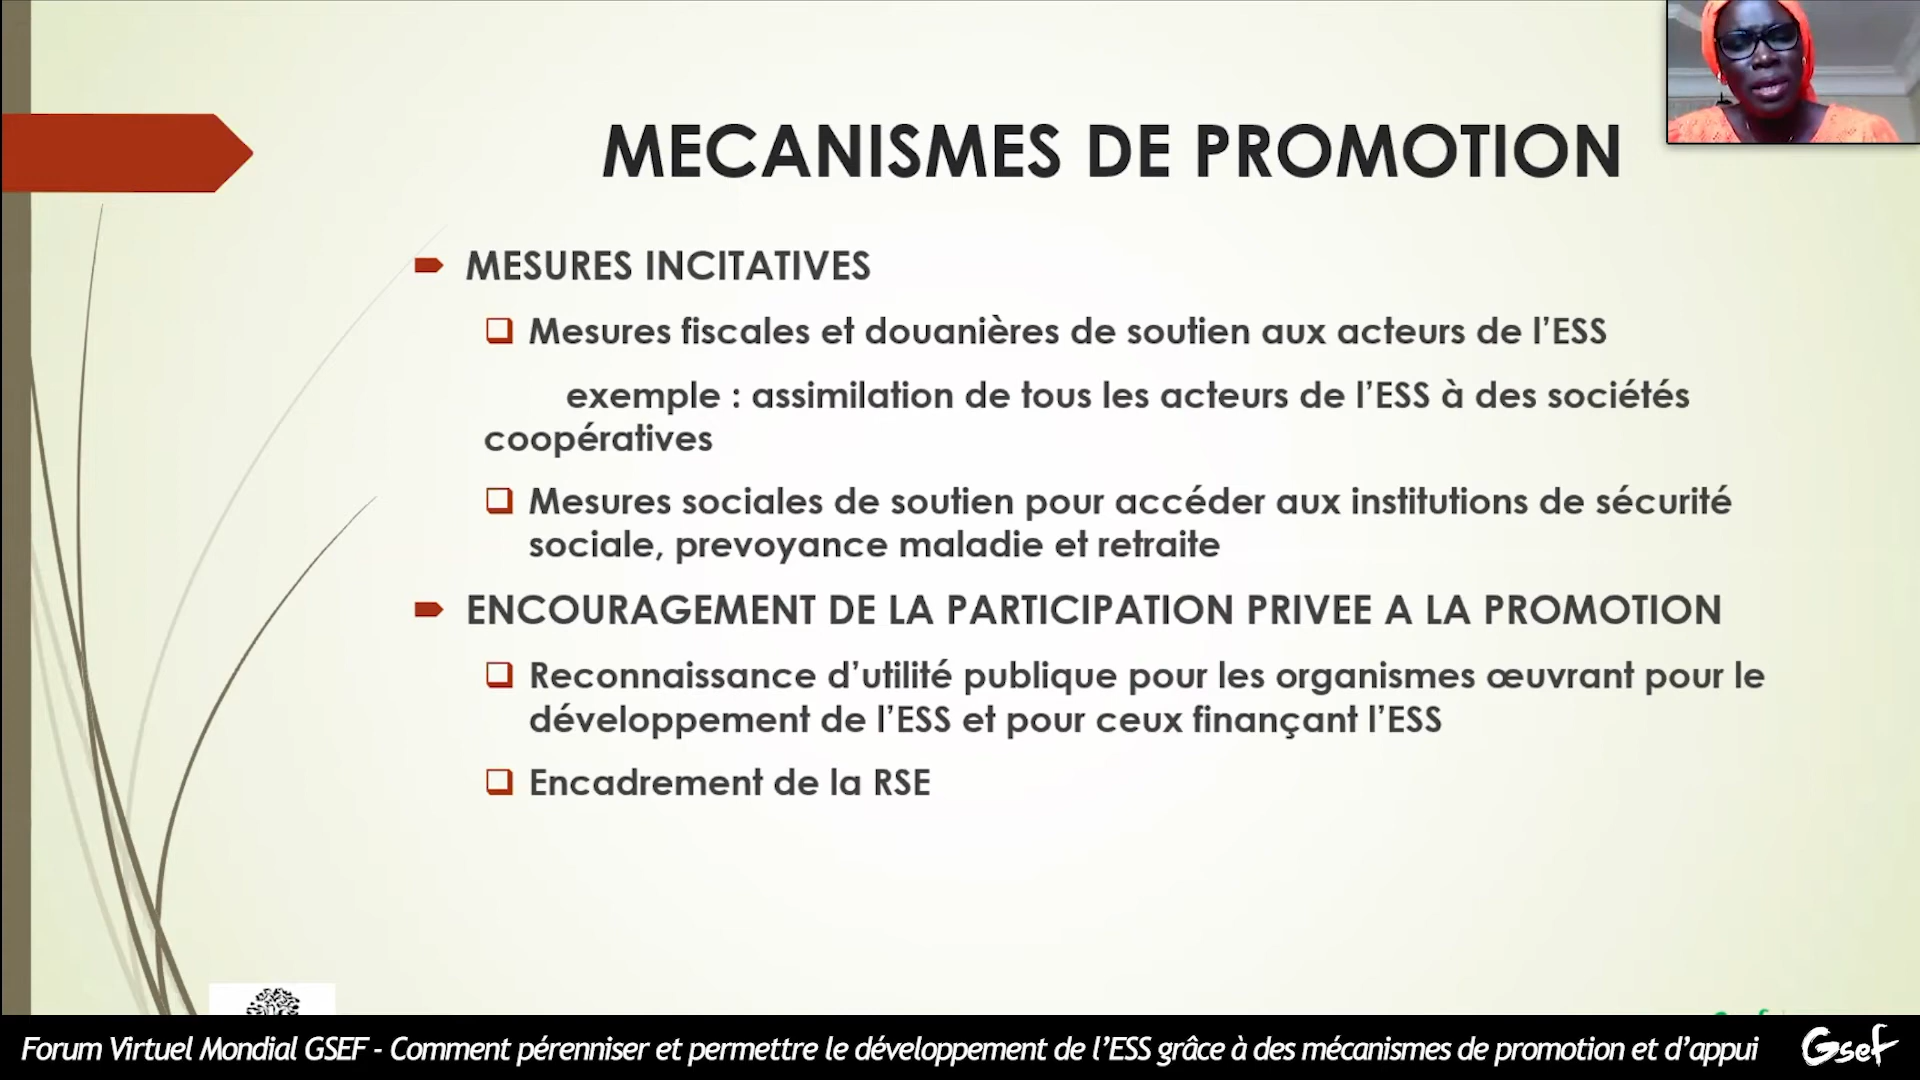 MECANISMES DE PROMOTION
MESURES INCITATIVES
Mesures fiscales et douanières de soutien aux acteurs de l’ESS
exemple : assimilation de tous les acteurs de l’ESS à des sociétés
coopératives
Mesures sociales de soutien pour accéder aux institutions de sécurité
sociale, prevoyance maladie et retraite
ENCOURAGEMENT DE LA PARTICIPATION PRIVEE A LA PROMOTION
Reconnaissance d’utilité publique pour les organismes œuvrant pour le
développement de l’ESS et pour ceux finançant l’ESS
Encadrement de la RSE
Forum Virtuel Mondial GSEF - Comment pérenniser et permettre le développement de l’ESS grâce à des mécanismes de promotion et d’appui
Gsef